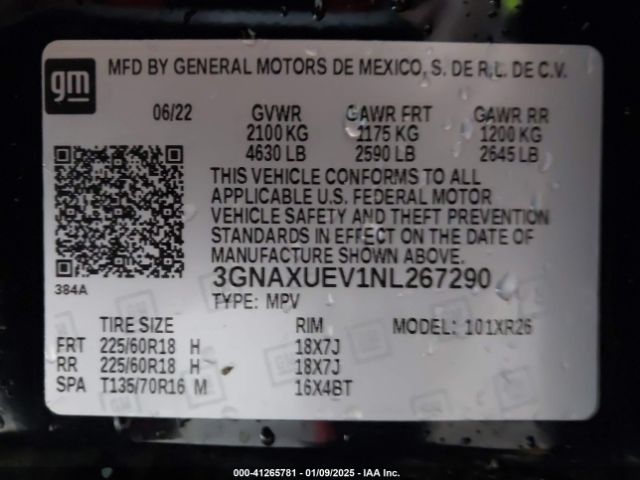 gm
MFD BY GENERAL MOTORS DE MEXICO, S. DE R.L. DE C.V.
06/22 GVWR GAWR FRT GAWR RR
2100 KG 1175 KG 1200 KG
4630 LB 2590 LB 2645 LB
THIS VEHICLE CONFORMS TO ALL
APPLICABLE U.S. FEDERAL MOTOR
VEHICLE SAFETY AND THEFT PREVENTION
STANDARDS IN EFFECT ON THE DATE OF
MANUFACTURE SHOWN ABOVE.
384A
3GNAXUEV1NL267290
TYPE: MPV
TIRE SIZE RIM MODEL: 101XR26
FRT 225/60R18 H 18X7J
RR 225/60R18 H 18X7J
SPA T135/70R16 M 16X4BT
000-41265781 - 01/09/2025 - IAA Inc.